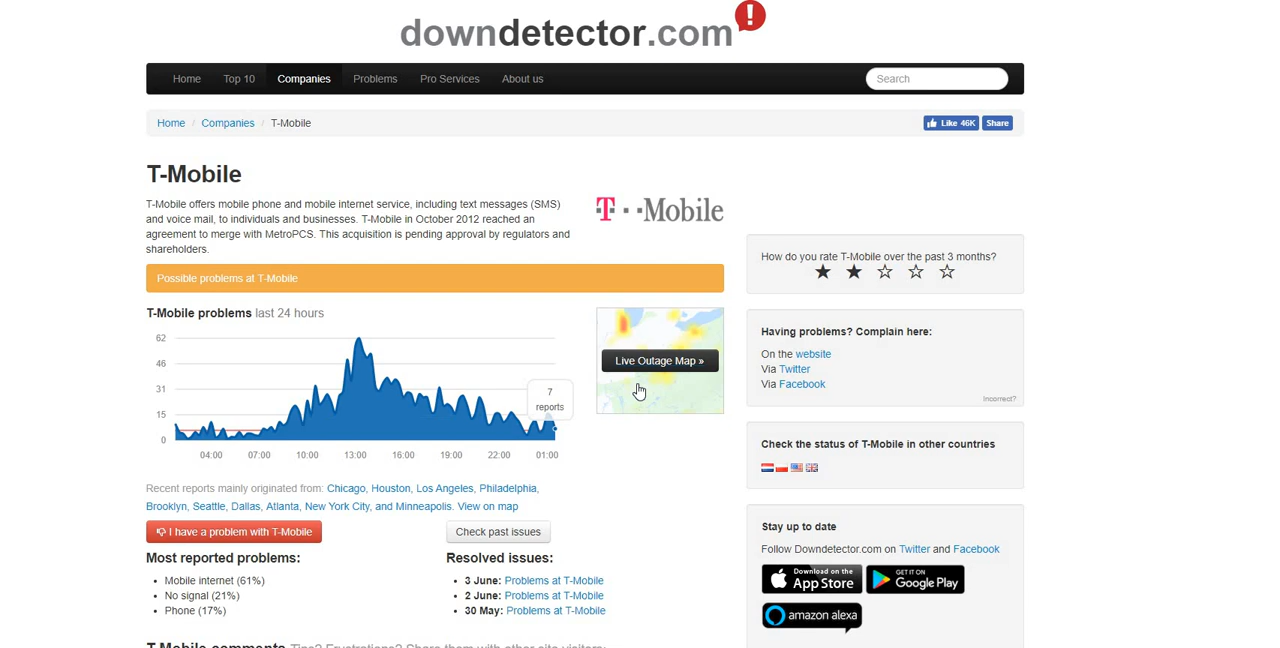 downdetector.com!
Home Top 10 Companies Problems Pro Services About us Search
Home / Companies / T-Mobile
Like 46K Share
T-Mobile
T-Mobile offers mobile phone and mobile internet service, including text messages (SMS)
and voice mail, to individuals and businesses. T-Mobile in October 2012 reached an
agreement to merge with MetroPCS. This acquisition is pending approval by regulators and
shareholders.
T··Mobile
Possible problems at T-Mobile
T-Mobile problems last 24 hours
62
46
31
15
0
04:00 07:00 10:00 13:00 16:00 19:00 22:00 01:00
7
reports
Live Outage Map »
Recent reports mainly originated from: Chicago, Houston, Los Angeles, Philadelphia,
Brooklyn, Seattle, Dallas, Atlanta, New York City, and Minneapolis. View on map
I have a problem with T-Mobile
Check past issues
Most reported problems:
• Mobile internet (61%)
• No signal (21%)
• Phone (17%)
Resolved issues:
• 3 June: Problems at T-Mobile
• 2 June: Problems at T-Mobile
• 30 May: Problems at T-Mobile
T-Mobile comments Tips? Frustrations? Share them with other site visitors:
How do you rate T-Mobile over the past 3 months?
Having problems? Complain here:
On the website
Via Twitter
Via Facebook
Incorrect?
Check the status of T-Mobile in other countries
Stay up to date
Follow Downdetector.com on Twitter and Facebook
Download on the
App Store
GET IT ON
Google Play
amazon alexa